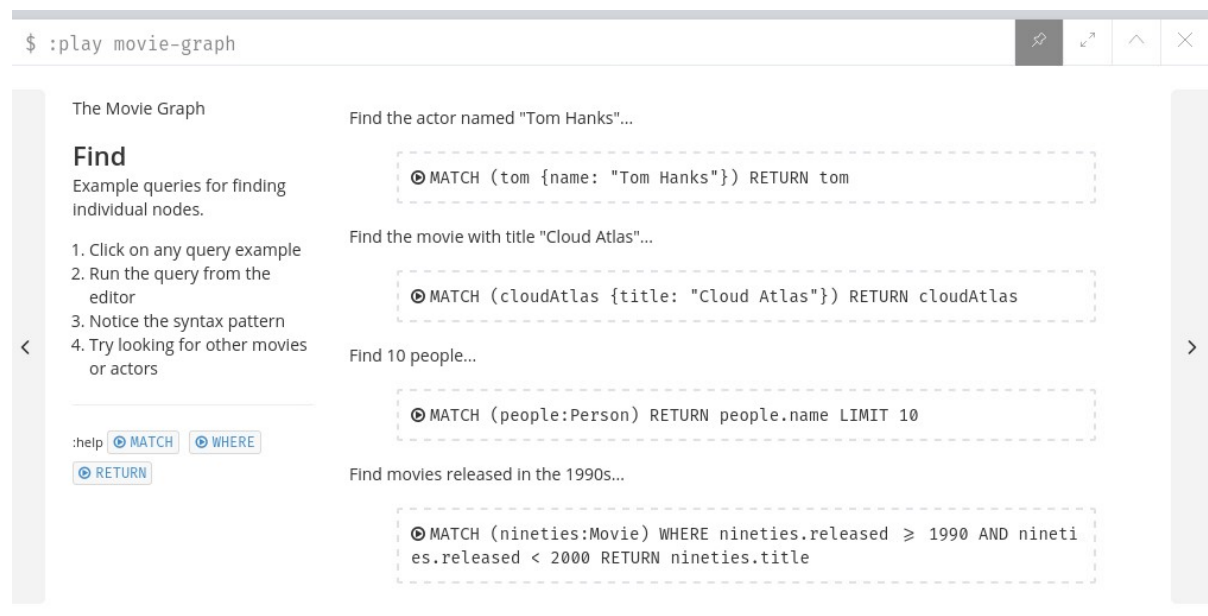 $ :play movie-graph
The Movie Graph
Find
Example queries for finding
individual nodes.
1. Click on any query example
2. Run the query from the
editor
3. Notice the syntax pattern
4. Try looking for other movies
or actors
:help MATCH WHERE
RETURN
Find the actor named "Tom Hanks"...
MATCH (tom {name: "Tom Hanks"}) RETURN tom
Find the movie with title "Cloud Atlas"...
MATCH (cloudAtlas {title: "Cloud Atlas"}) RETURN cloudAtlas
Find 10 people...
MATCH (people:Person) RETURN people.name LIMIT 10
Find movies released in the 1990s...
MATCH (nineties:Movie) WHERE nineties.released ⩾ 1990 AND nineti
es.released < 2000 RETURN nineties.title